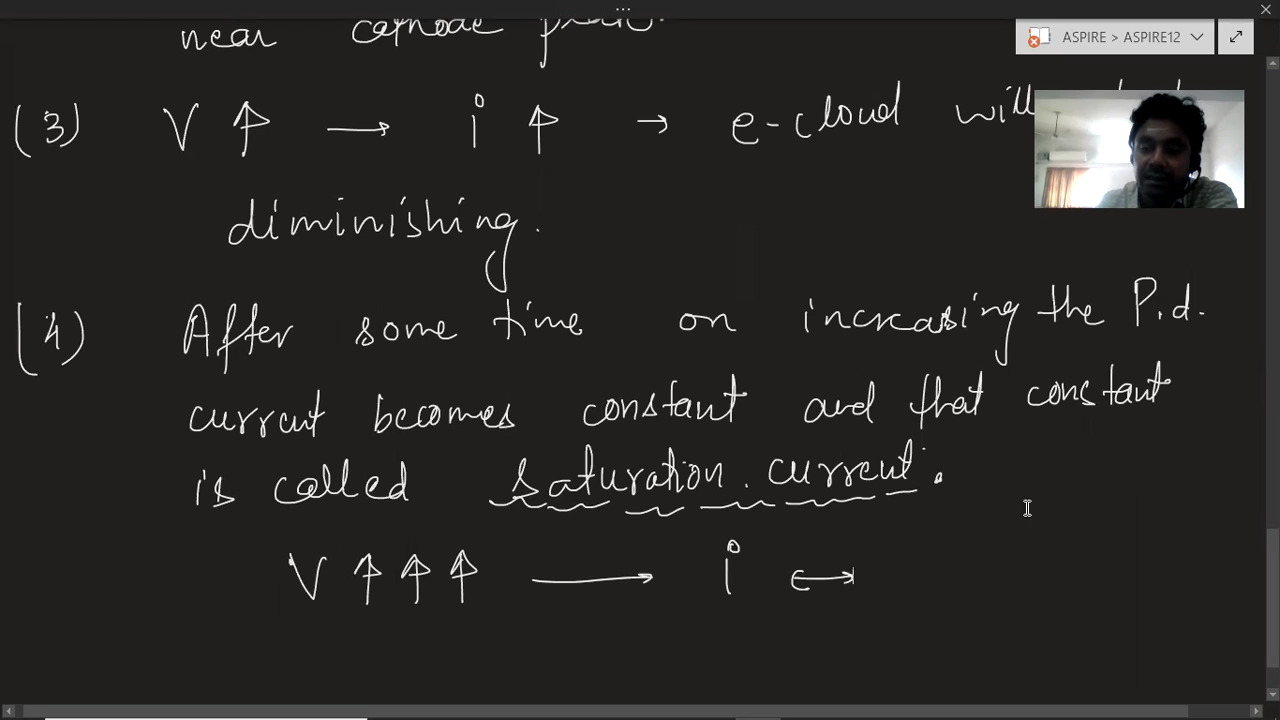 near cathode
ASPIRE > ASPIRE12
(3) V ↑ → i ↑ → e-cloud will
diminishing.
(4) After some time on increasing the P.d.
current becomes constant and that constant
is called saturation current.
V ↑ ↑ ↑ → i ↔